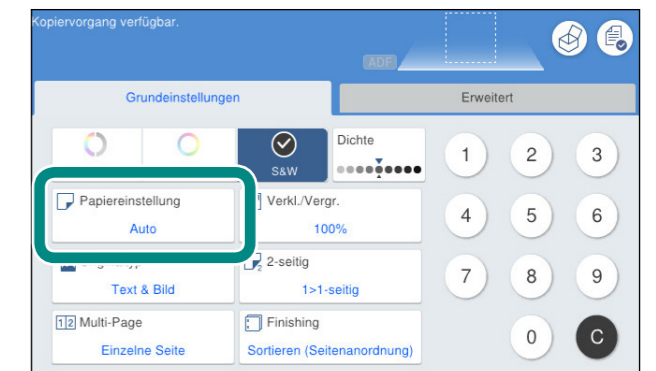 Kopiervorgang verfügbar.
ADF
Grundeinstellungen
Erweitert
S&W
Dichte
1
2
3
Papiereinstellung
Auto
Verkl./Vergr.
100%
4
5
6
Text & Bild
2-seitig
1>1-seitig
7
8
9
Multi-Page
Einzelne Seite
Finishing
Sortieren (Seitenanordnung)
0
C